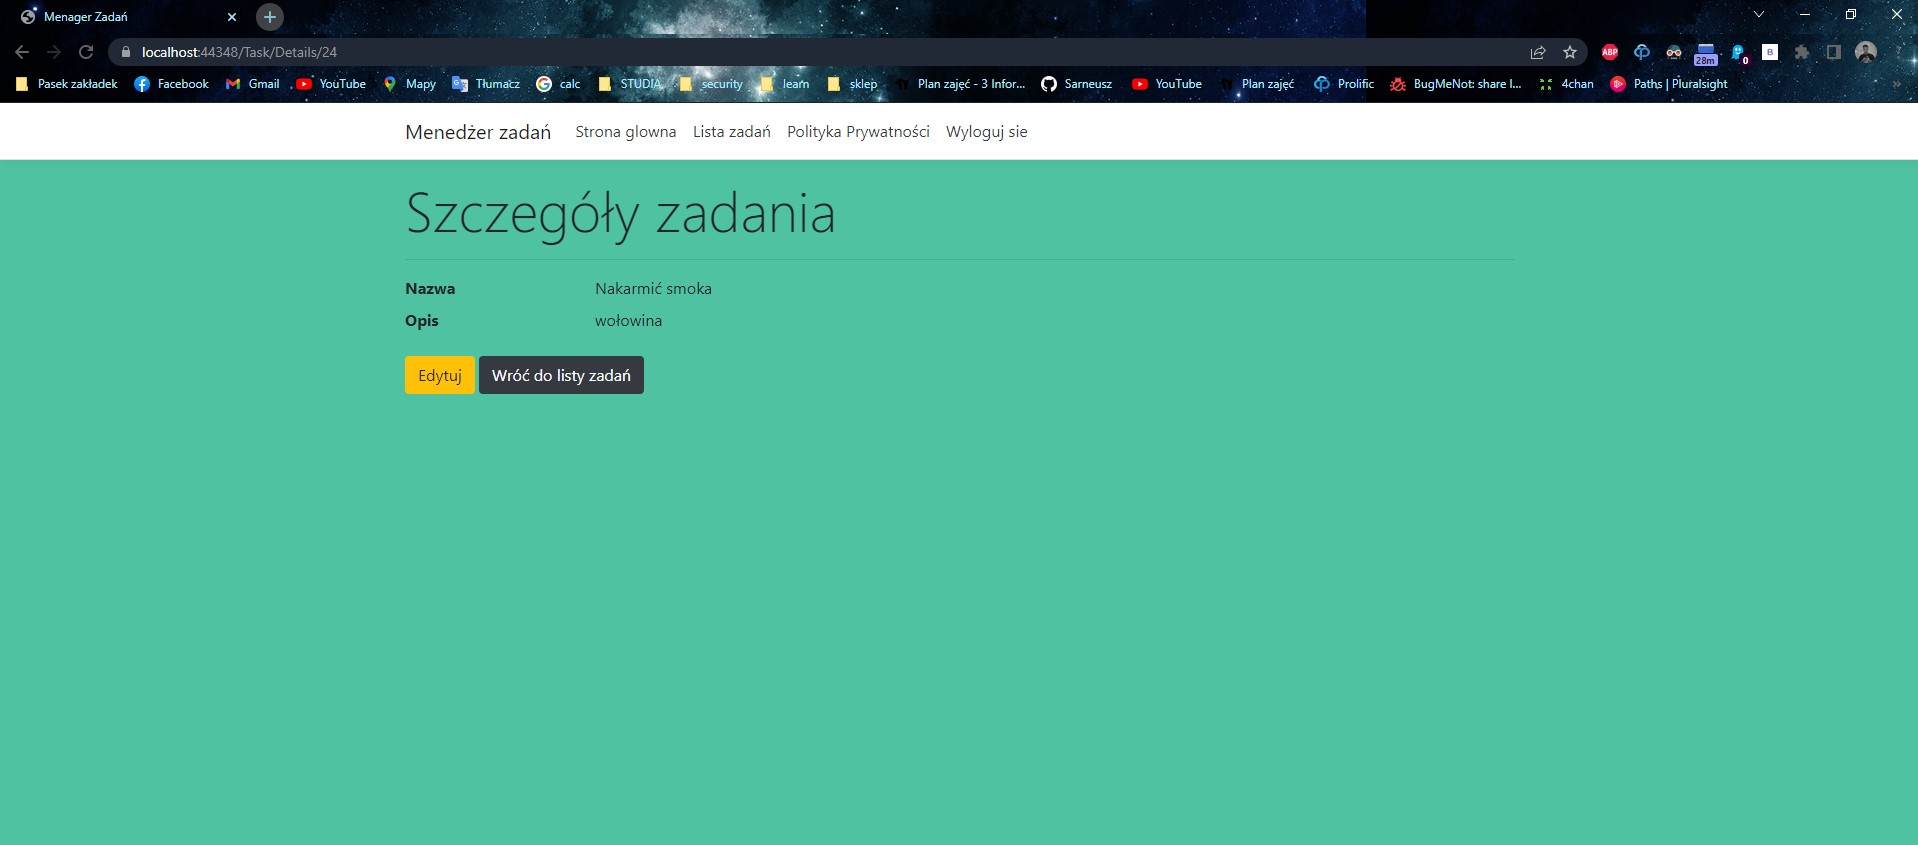 Menager Zadań
localhost:44348/Task/Details/24
ABP
28m
0
B
Pasek zakładek Facebook Gmail YouTube Mapy Tłumacz calc STUDIA security learn sklep Plan zajęć - 3 Infor... Sarneusz YouTube Plan zajęć Prolific BugMeNot: share l... 4chan Paths | Pluralsight
Menedżer zadań Strona glowna Lista zadań Polityka Prywatności Wyloguj sie
Szczegóły zadania
Nazwa Nakarmić smoka
Opis wołowina
Edytuj Wróć do listy zadań